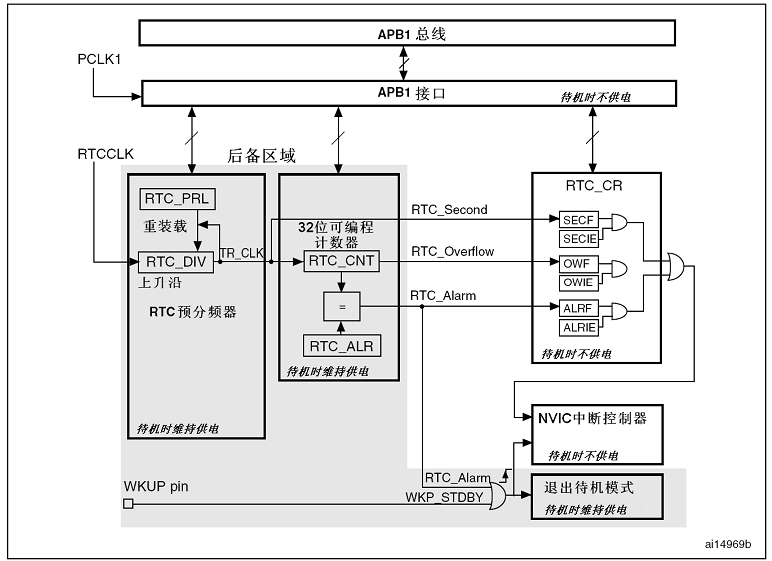 APB1 总线
PCLK1
APB1 接口
待机时不供电
RTCCLK
后备区域
RTC_CR
RTC_PRL
重装载
RTC_DIV
上升沿
TR_CLK
RTC预分频器
待机时维持供电
32位可编程
计数器
RTC_CNT
=
RTC_ALR
待机时维持供电
RTC_Second
RTC_Overflow
RTC_Alarm
SECF
SECIE
OWF
OWIE
ALRF
ALRIE
待机时不供电
NVIC中断控制器
待机时不供电
RTC_Alarm
WKUP pin
WKP_STDBY
退出待机模式
待机时维持供电
ai14969b